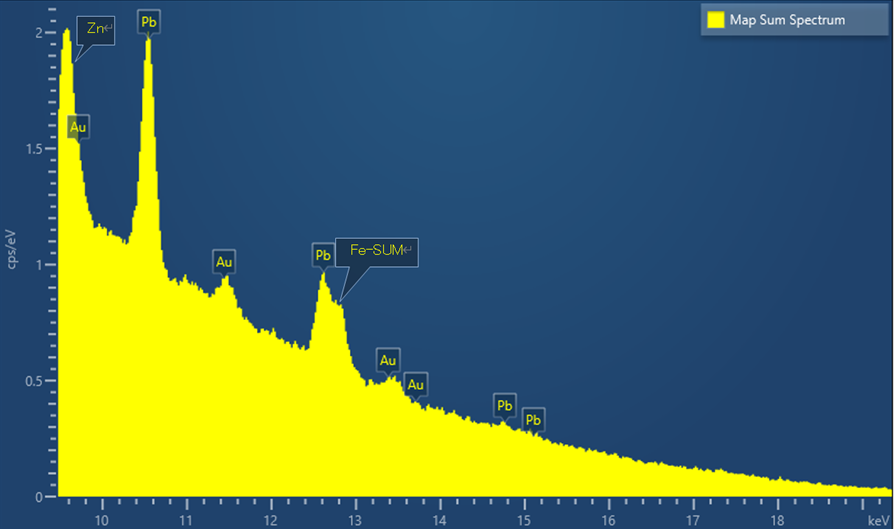 Map Sum Spectrum
Zn↵
Pb
Au
Au
Pb
Fe-SUM↵
Au
Au
Pb
Pb
2
1.5
1
0.5
0
cps/eV
10 11 12 13 14 15 16 17 18 keV